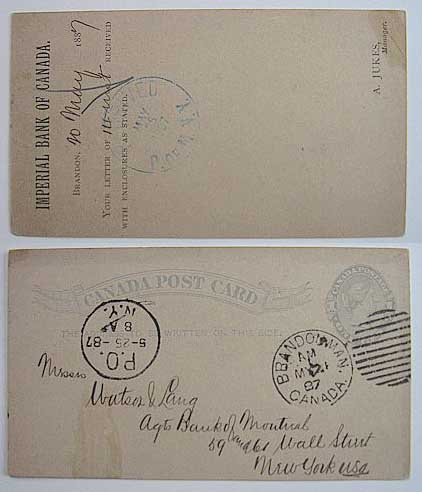 IMPERIAL BANK OF CANADA.
BRANDON, 20 May 1887
YOUR LETTER OF RECEIVED
WITH ENCLOSURES AS STATED.
A. JUKES,
Manager.
MAY
CANADA POST CARD
TO BE WRITTEN ON THIS SIDE
P.O.
5-25-87
8 A
N.Y.
BRANDON MAN.
AM
MY 21
87
CANADA.
Messrs
Watson & Lang
Agts Bank of Montreal
59 and 61 Wall Street
New York USA